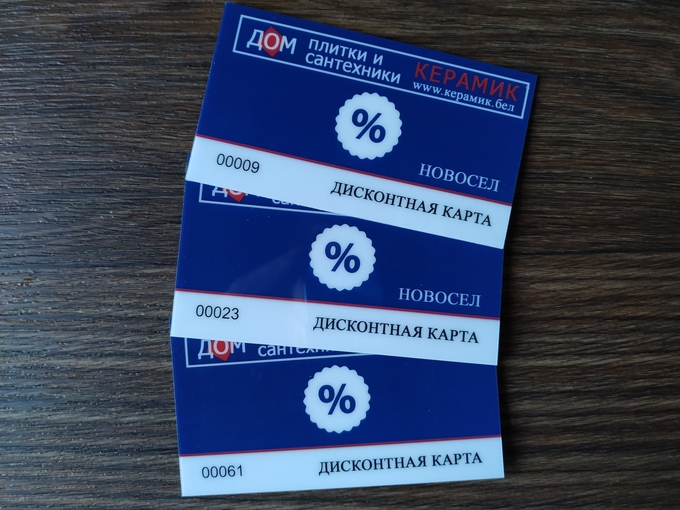 ДОМ ПЛИТКИ И
САНТЕХНИКИ
КЕРАМИК
www.керамик.бел
%
НОВОСЕЛ
00009 ДИСКОНТНАЯ КАРТА
%
НОВОСЕЛ
00023 ДИСКОНТНАЯ КАРТА
ДОМ сантехники
%
00061 ДИСКОНТНАЯ КАРТА